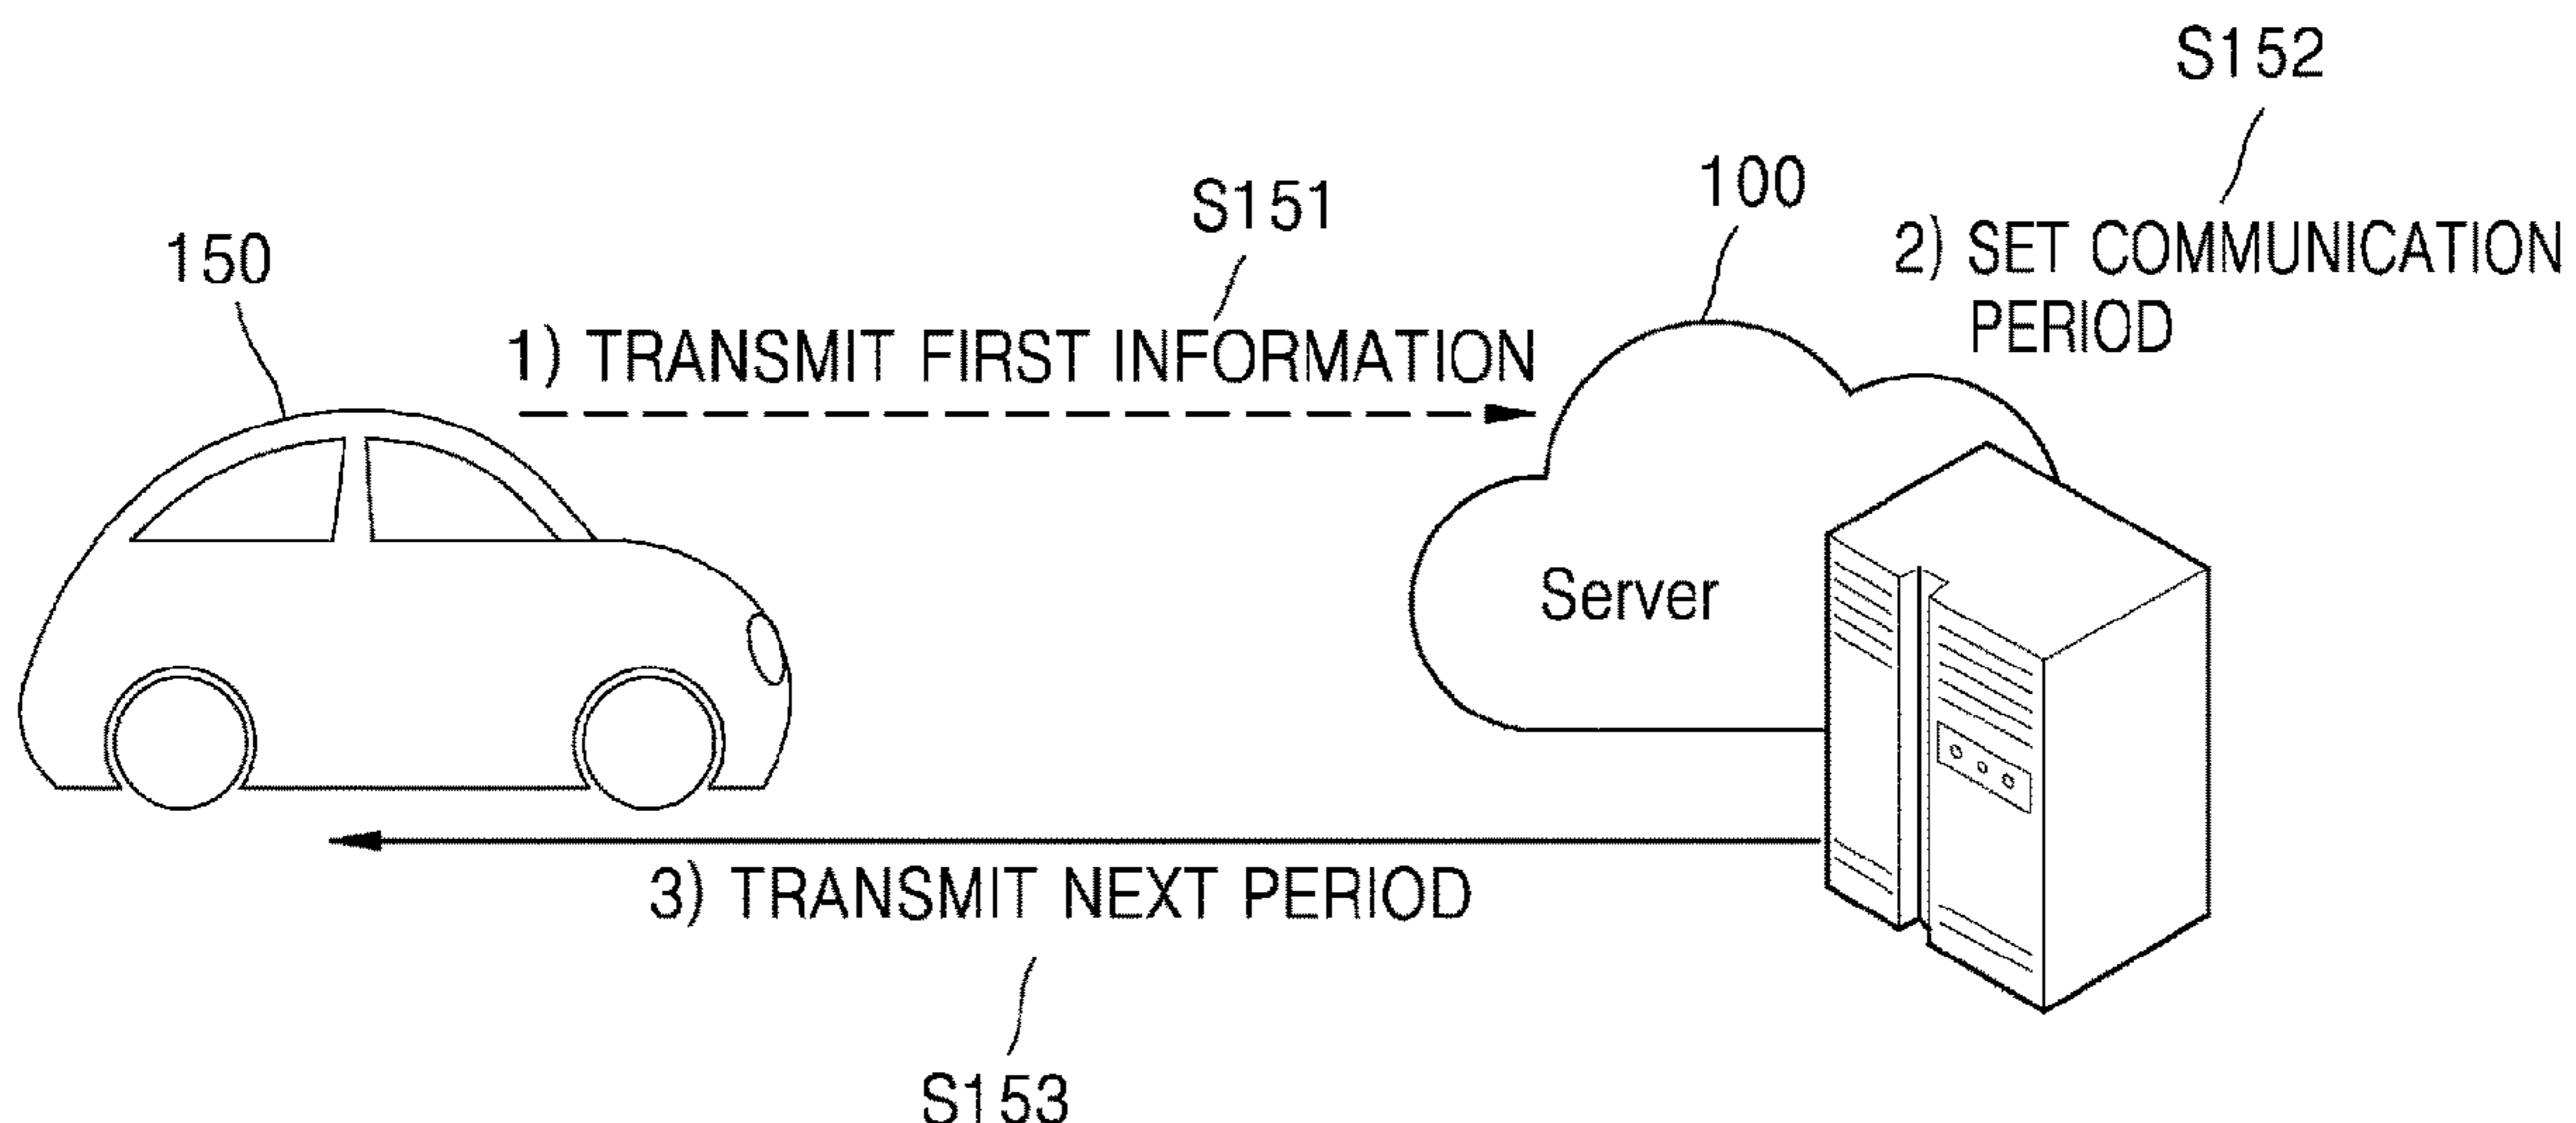 S152
100
S151
150
2) SET COMMUNICATION
PERIOD
1) TRANSMIT FIRST INFORMATION
Server
3) TRANSMIT NEXT PERIOD
S153